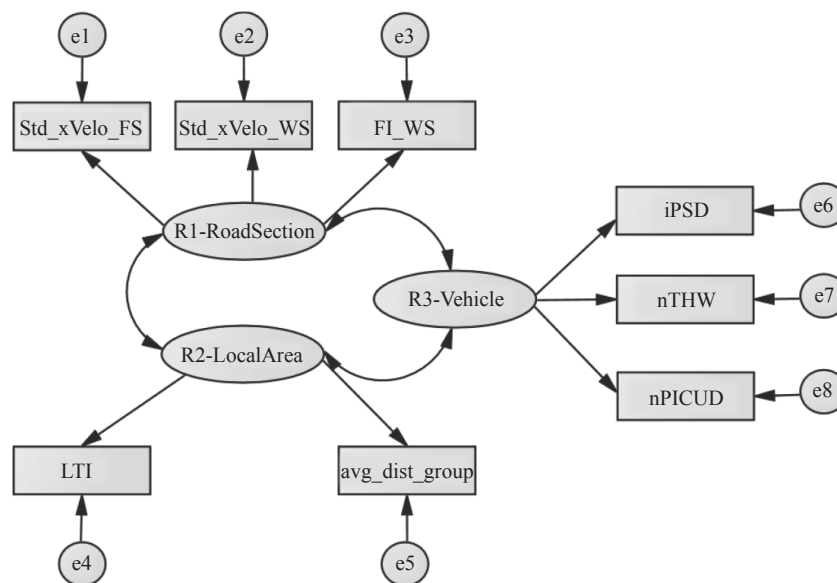 e1
e2
e3
Std_xVelo_FS
Std_xVelo_WS
FI_WS
R1-RoadSection
iPSD
e6
R3-Vehicle
nTHW
e7
R2-LocalArea
nPICUD
e8
LTI
avg_dist_group
e4
e5